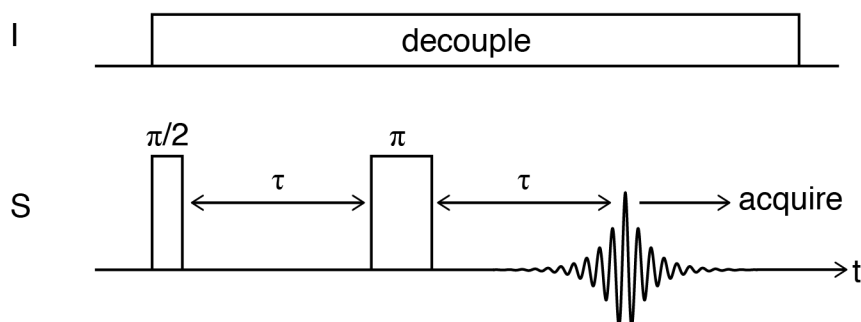 I
decouple
π/2
π
τ
τ
S
acquire
t